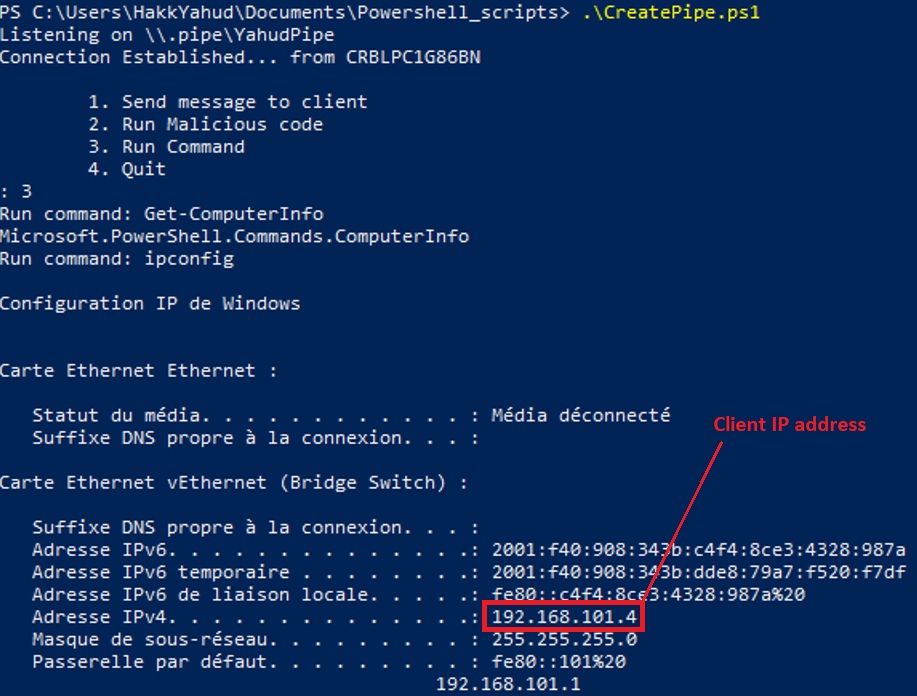 PS C:\Users\HakkYahud\Documents\Powershell_scripts> .\CreatePipe.ps1
Listening on \\.pipe\YahudPipe
Connection Established... from CRBLPC1G86BN
1. Send message to client
2. Run Malicious code
3. Run Command
4. Quit
: 3
Run command: Get-ComputerInfo
Microsoft.PowerShell.Commands.ComputerInfo
Run command: ipconfig
Configuration IP de Windows
Carte Ethernet Ethernet :
Statut du média. . . . . . . . . . . . : Média déconnecté
Suffixe DNS propre à la connexion. . . :
Client IP address
Carte Ethernet vEthernet (Bridge Switch) :
Suffixe DNS propre à la connexion. . . :
Adresse IPv6. . . . . . . . . . . . . .: 2001:f40:908:343b:c4f4:8ce3:4328:987a
Adresse IPv6 temporaire . . . . . . . .: 2001:f40:908:343b:dde8:79a7:f520:f7df
Adresse IPv6 de liaison locale. . . . .: fe80::c4f4:8ce3:4328:987a%20
Adresse IPv4. . . . . . . . . . . . . .: 192.168.101.4
Masque de sous-réseau. . . . . . . . . : 255.255.255.0
Passerelle par défaut. . . . . . . . . : fe80::101%20
192.168.101.1